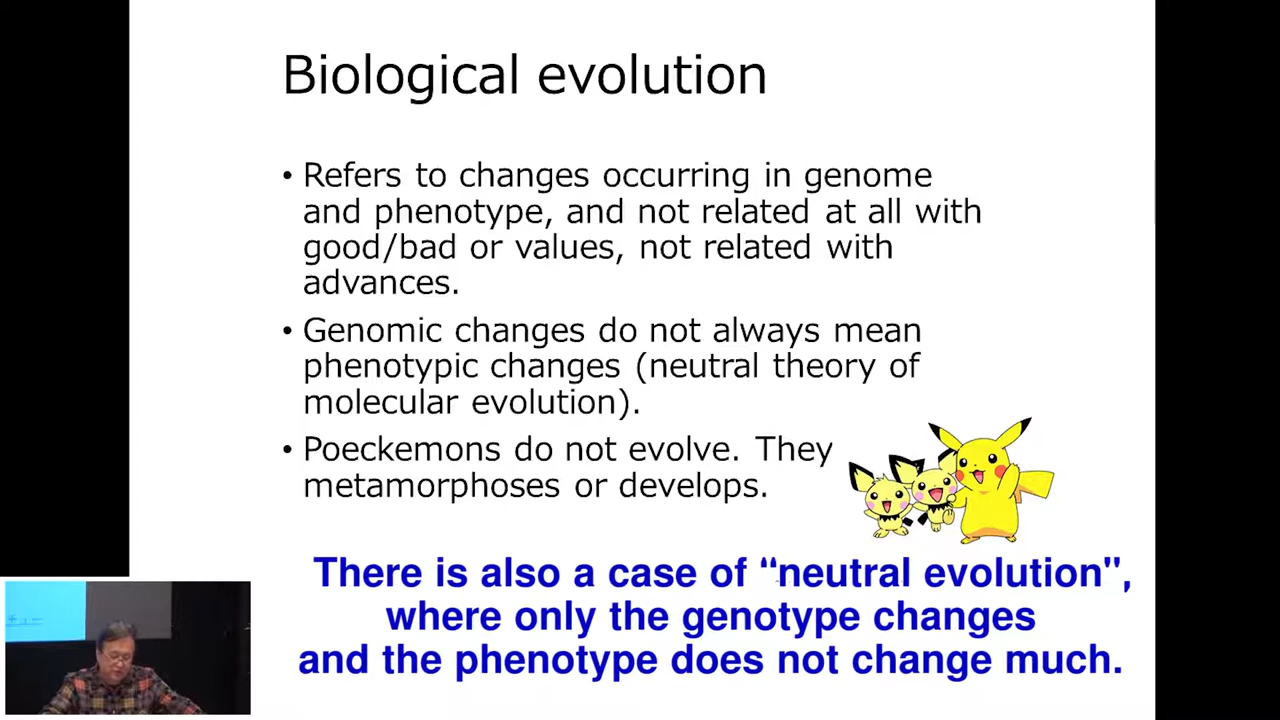 Biological evolution
• Refers to changes occurring in genome
and phenotype, and not related at all with
good/bad or values, not related with
advances.
• Genomic changes do not always mean
phenotypic changes (neutral theory of
molecular evolution).
• Poeckemons do not evolve. They
metamorphoses or develops.
There is also a case of “neutral evolution",
where only the genotype changes
and the phenotype does not change much.